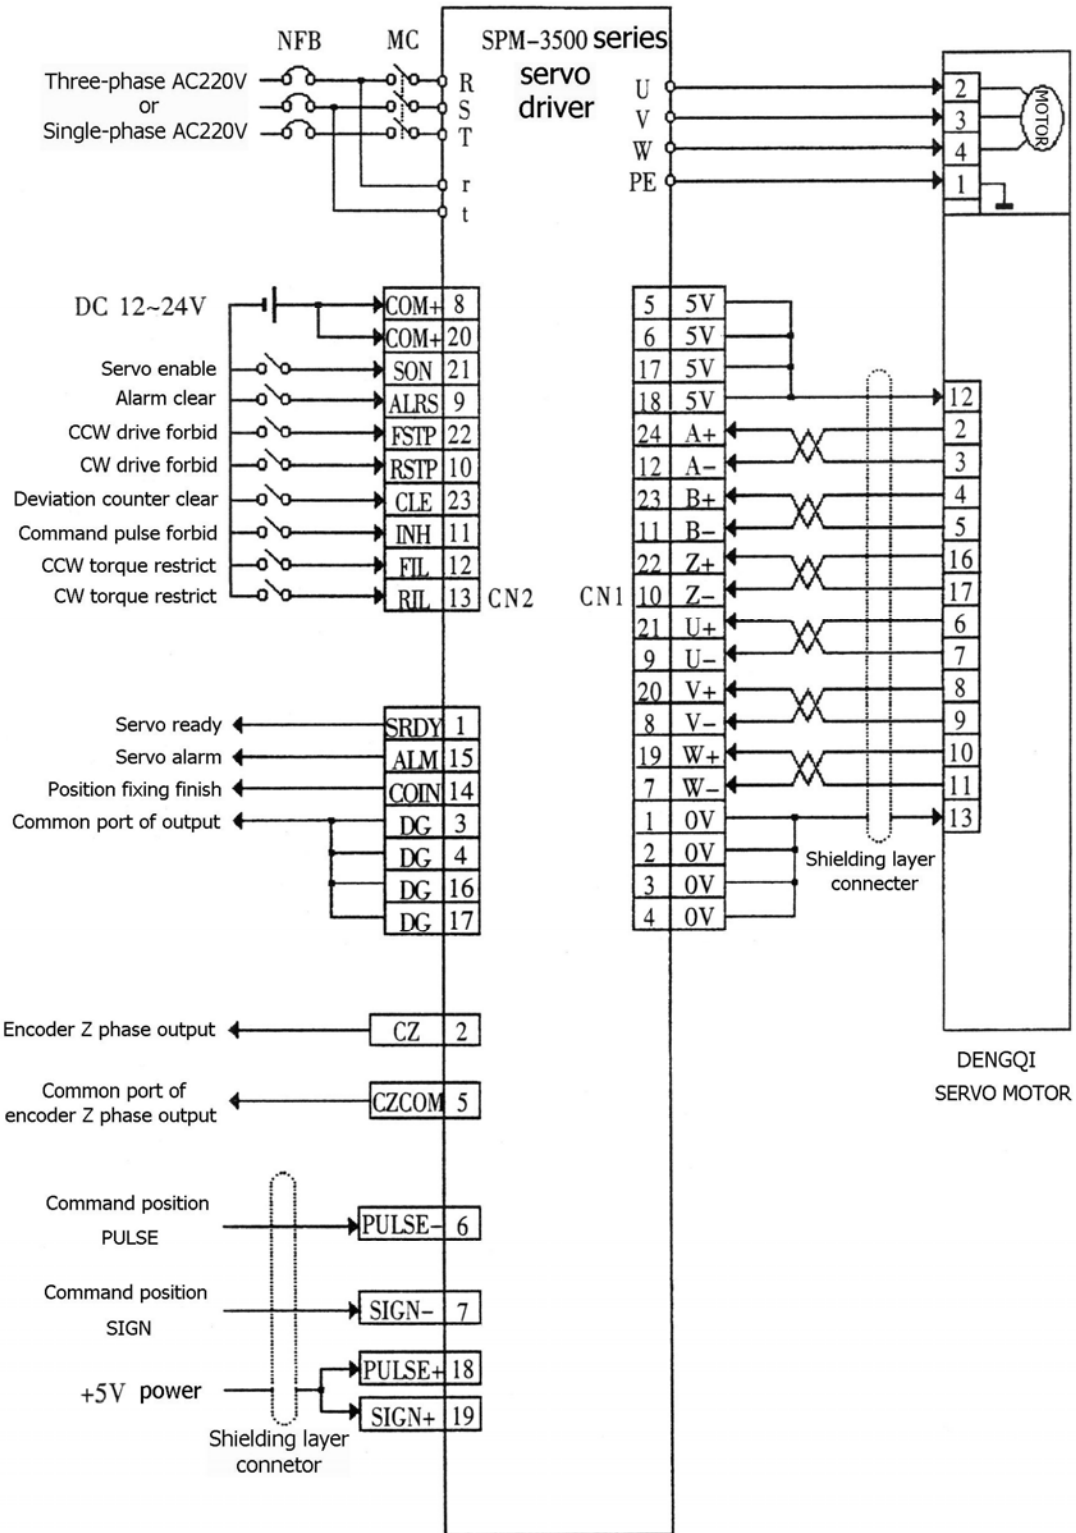 NFB MC SPM-3500 series
servo
driver
Three-phase AC220V
or
Single-phase AC220V
R
S
T
r
t
U
V
W
PE
2
3
4
1
MOTOR
DC 12~24V COM+ 8
COM+ 20
Servo enable SON 21
Alarm clear ALRS 9
CCW drive forbid FSTP 22
CW drive forbid RSTP 10
Deviation counter clear CLE 23
Command pulse forbid INH 11
CCW torque restrict FIL 12
CW torque restrict RIL 13 CN2
Servo ready SRDY 1
Servo alarm ALM 15
Position fixing finish COIN 14
Common port of output DG 3
DG 4
DG 16
DG 17
Encoder Z phase output CZ 2
Common port of
encoder Z phase output
CZCOM 5
Command position
PULSE
PULSE- 6
Command position
SIGN
SIGN- 7
+5V power
PULSE+ 18
SIGN+ 19
Shielding layer
connetor
CN1
5 5V
6 5V
17 5V
18 5V 12
24 A+ 2
12 A- 3
23 B+ 4
11 B- 5
22 Z+ 16
10 Z- 17
21 U+ 6
9 U- 7
20 V+ 8
8 V- 9
19 W+ 10
7 W- 11
1 0V 13
2 0V
3 0V
4 0V
Shielding layer
connecter
DENGQI
SERVO MOTOR